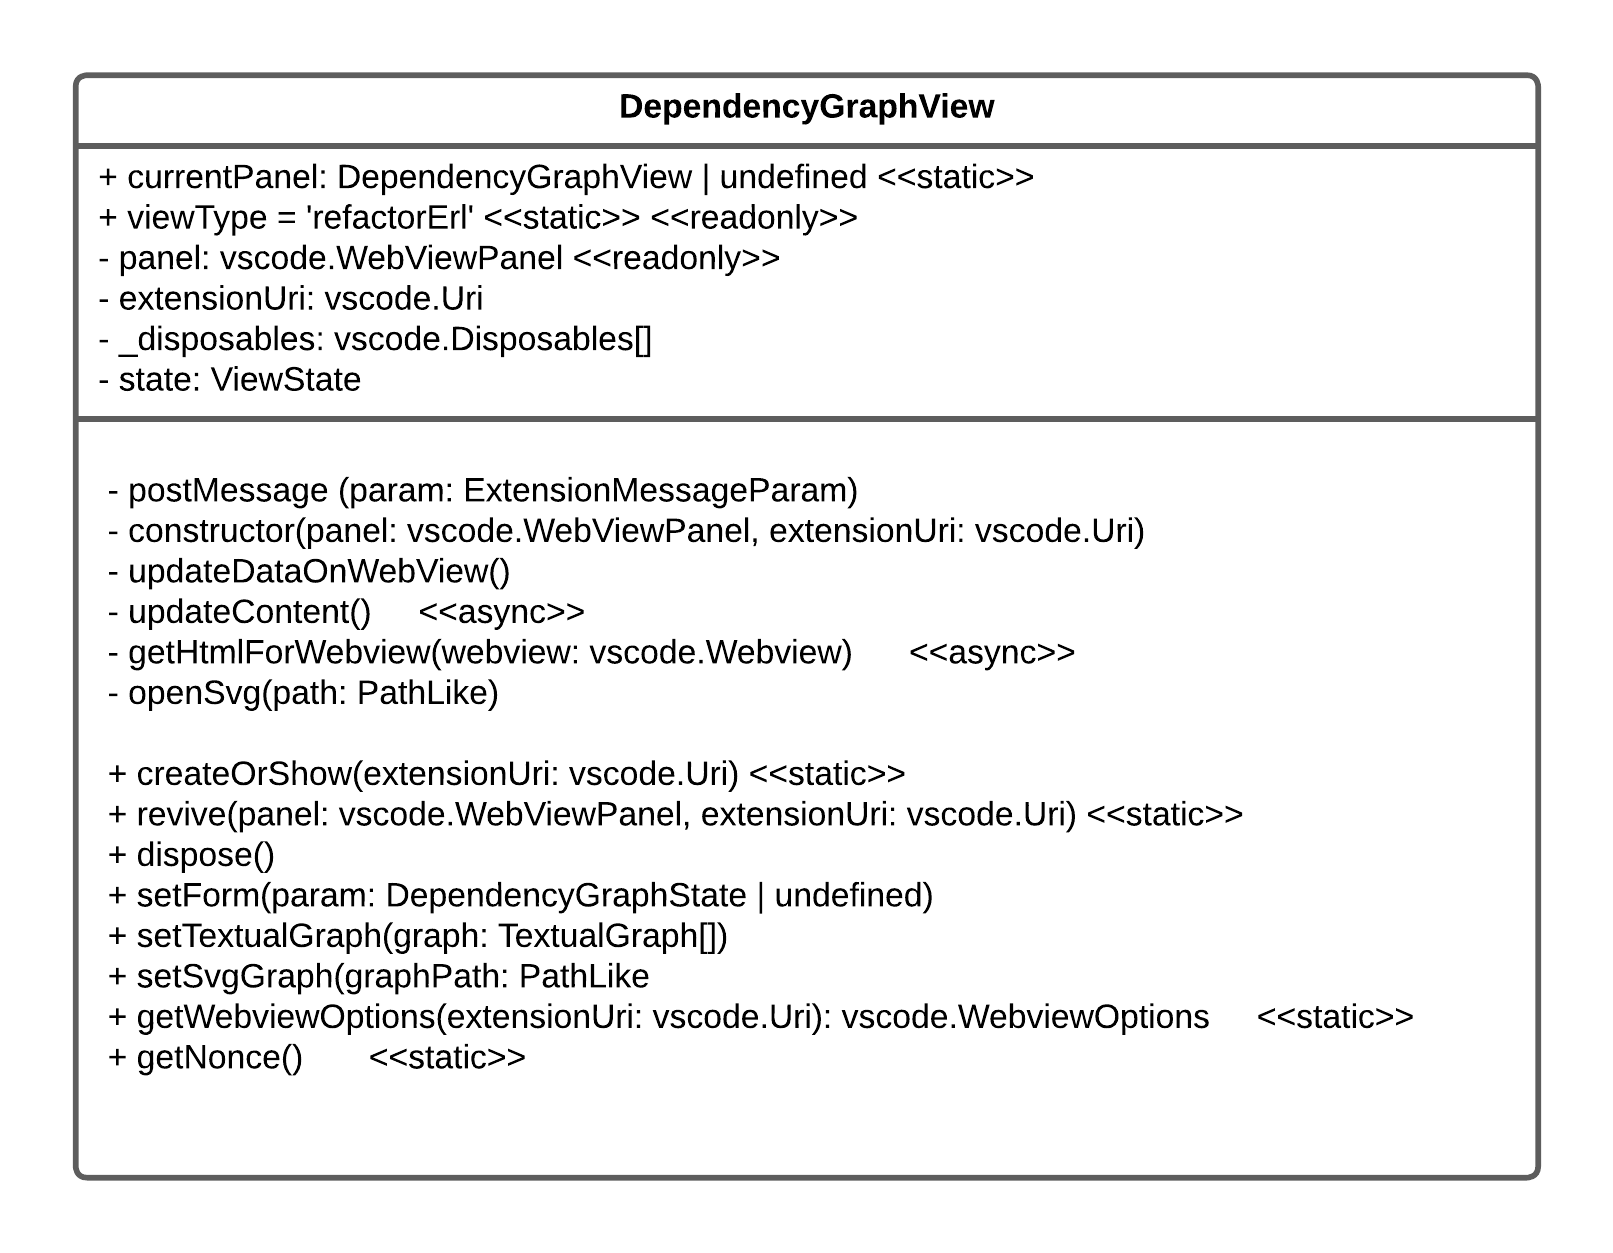 DependencyGraphView
+ currentPanel: DependencyGraphView | undefined <<static>>
+ viewType = 'refactorErl' <<static>> <<readonly>>
- panel: vscode.WebViewPanel <<readonly>>
- extensionUri: vscode.Uri
- _disposables: vscode.Disposables[]
- state: ViewState
- postMessage (param: ExtensionMessageParam)
- constructor(panel: vscode.WebViewPanel, extensionUri: vscode.Uri)
- updateDataOnWebView()
- updateContent() <<async>>
- getHtmlForWebview(webview: vscode.Webview) <<async>>
- openSvg(path: PathLike)
+ createOrShow(extensionUri: vscode.Uri) <<static>>
+ revive(panel: vscode.WebViewPanel, extensionUri: vscode.Uri) <<static>>
+ dispose()
+ setForm(param: DependencyGraphState | undefined)
+ setTextualGraph(graph: TextualGraph[])
+ setSvgGraph(graphPath: PathLike
+ getWebviewOptions(extensionUri: vscode.Uri): vscode.WebviewOptions <<static>>
+ getNonce() <<static>>